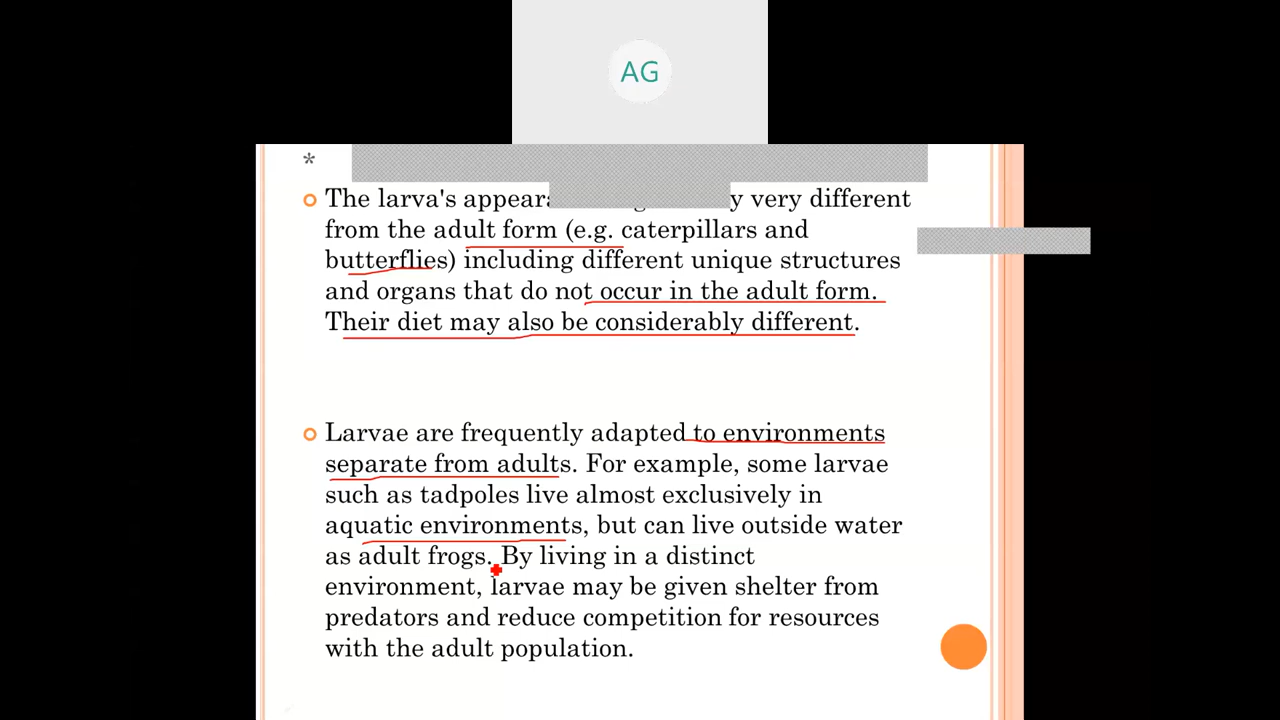 AG
*
The larva's very different
from the adult form (e.g. caterpillars and
butterflies) including different unique structures
and organs that do not occur in the adult form.
Their diet may also be considerably different.
Larvae are frequently adapted to environments
separate from adults. For example, some larvae
such as tadpoles live almost exclusively in
aquatic environments, but can live outside water
as adult frogs. By living in a distinct
environment, larvae may be given shelter from
predators and reduce competition for resources
with the adult population.